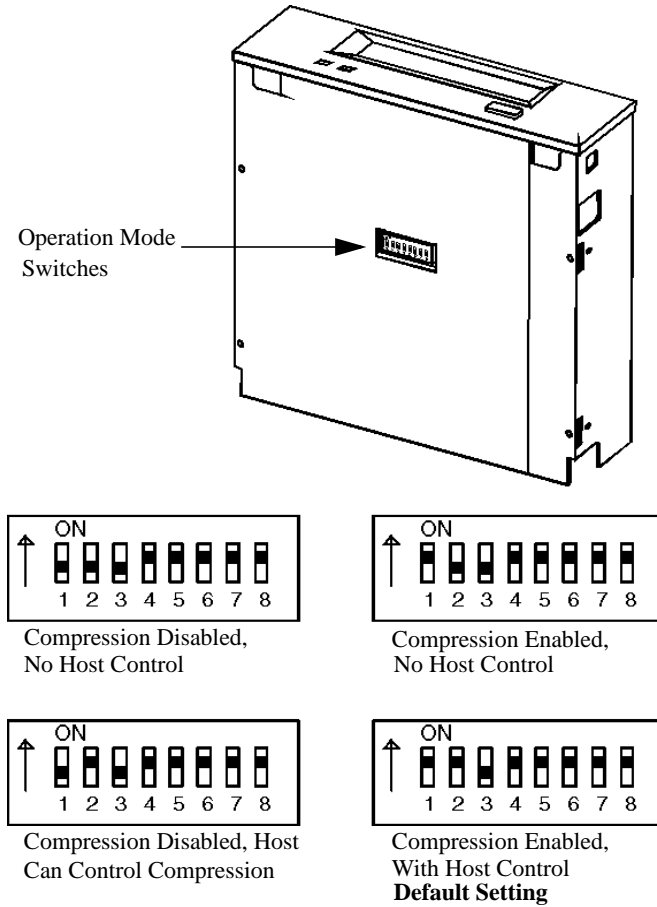 Operation Mode
Switches
ON
1 2 3 4 5 6 7 8
Compression Disabled,
No Host Control
ON
1 2 3 4 5 6 7 8
Compression Enabled,
No Host Control
ON
1 2 3 4 5 6 7 8
Compression Disabled, Host
Can Control Compression
ON
1 2 3 4 5 6 7 8
Compression Enabled,
With Host Control
Default Setting